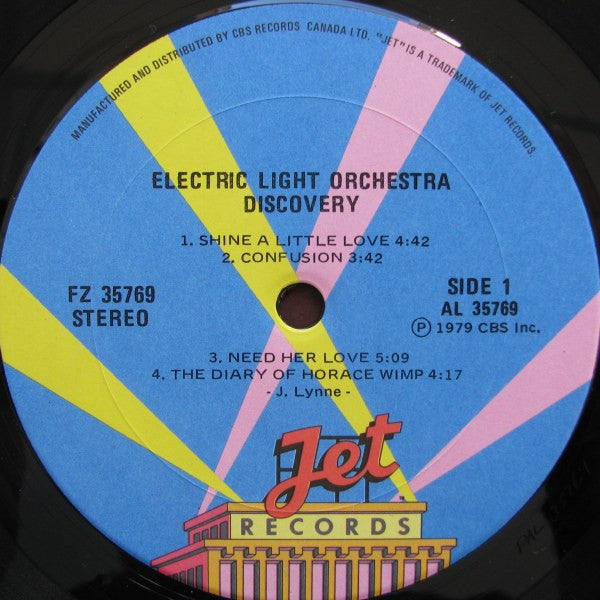 MANUFACTURED AND DISTRIBUTED BY CBS RECORDS CANADA LTD. "JET" IS A TRADEMARK OF JET RECORDS.
ELECTRIC LIGHT ORCHESTRA
DISCOVERY
1. SHINE A LITTLE LOVE 4:42
2. CONFUSION 3:42
FZ 35769
STEREO
SIDE 1
AL 35769
Ⓟ 1979 CBS Inc.
3. NEED HER LOVE 5:09
4. THE DIARY OF HORACE WIMP 4:17
- J. Lynne -
Jet
RECORDS